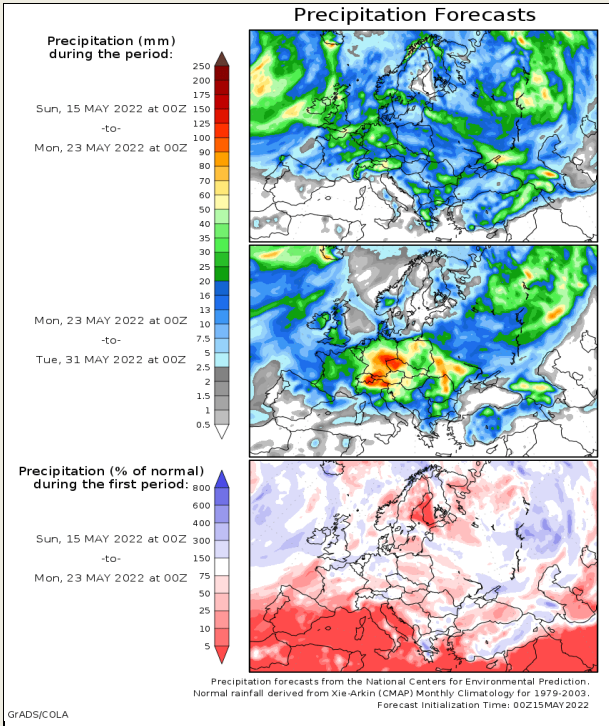 Precipitation Forecasts
Precipitation (mm)
during the period:
250
200
175
150
125
100
90
80
70
60
50
40
35
30
25
20
16
13
10
7.5
5
2.5
2
1.5
1
0.5
Sun, 15 MAY 2022 at 00Z
-to-
Mon, 23 MAY 2022 at 00Z
Mon, 23 MAY 2022 at 00Z
-to-
Tue, 31 MAY 2022 at 00Z
Precipitation (% of normal)
during the first period:
800
600
400
300
150
75
50
25
10
5
Sun, 15 MAY 2022 at 00Z
-to-
Mon, 23 MAY 2022 at 00Z
Precipitation forecasts from the National Centers for Environmental Prediction.
Normal rainfall derived from Xie-Arkin (CMAP) Monthly Climatology for 1979-2003.
Forecast Initialization Time: 00Z15MAY2022
GrADS/COLA